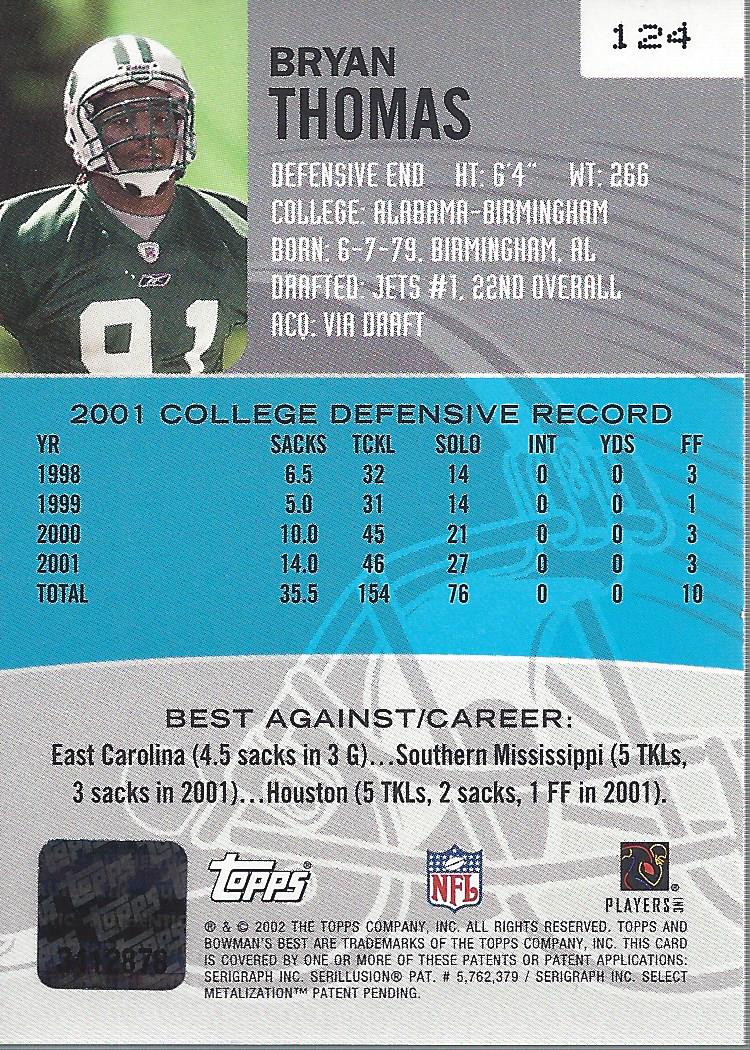 124
BRYAN
THOMAS
DEFENSIVE END HT: 6'4" WT: 266
COLLEGE: ALABAMA-BIRMINGHAM
BORN: 6-7-79, BIRMINGHAM, AL
DRAFTED: JETS #1, 22ND OVERALL
ACQ: VIA DRAFT
91
2001 COLLEGE DEFENSIVE RECORD
YR SACKS TCKL SOLO INT YDS FF
1998 6.5 32 14 0 0 3
1999 5.0 31 14 0 0 1
2000 10.0 45 21 0 0 3
2001 14.0 46 27 0 0 3
TOTAL 35.5 154 76 0 0 10
BEST AGAINST/CAREER:
East Carolina (4.5 sacks in 3 G)...Southern Mississippi (5 TKLs,
3 sacks in 2001)...Houston (5 TKLs, 2 sacks, 1 FF in 2001).
Topps
3412878
Topps®
NFL
PLAYERS INC ®
® & © 2002 THE TOPPS COMPANY, INC. ALL RIGHTS RESERVED. TOPPS AND
BOWMAN'S BEST ARE TRADEMARKS OF THE TOPPS COMPANY, INC. THIS CARD
IS COVERED BY ONE OR MORE OF THESE PATENTS OR PATENT APPLICATIONS:
SERIGRAPH INC. SERILLUSION® PAT. # 5,762,379 / SERIGRAPH INC. SELECT
METALIZATION™ PATENT PENDING.